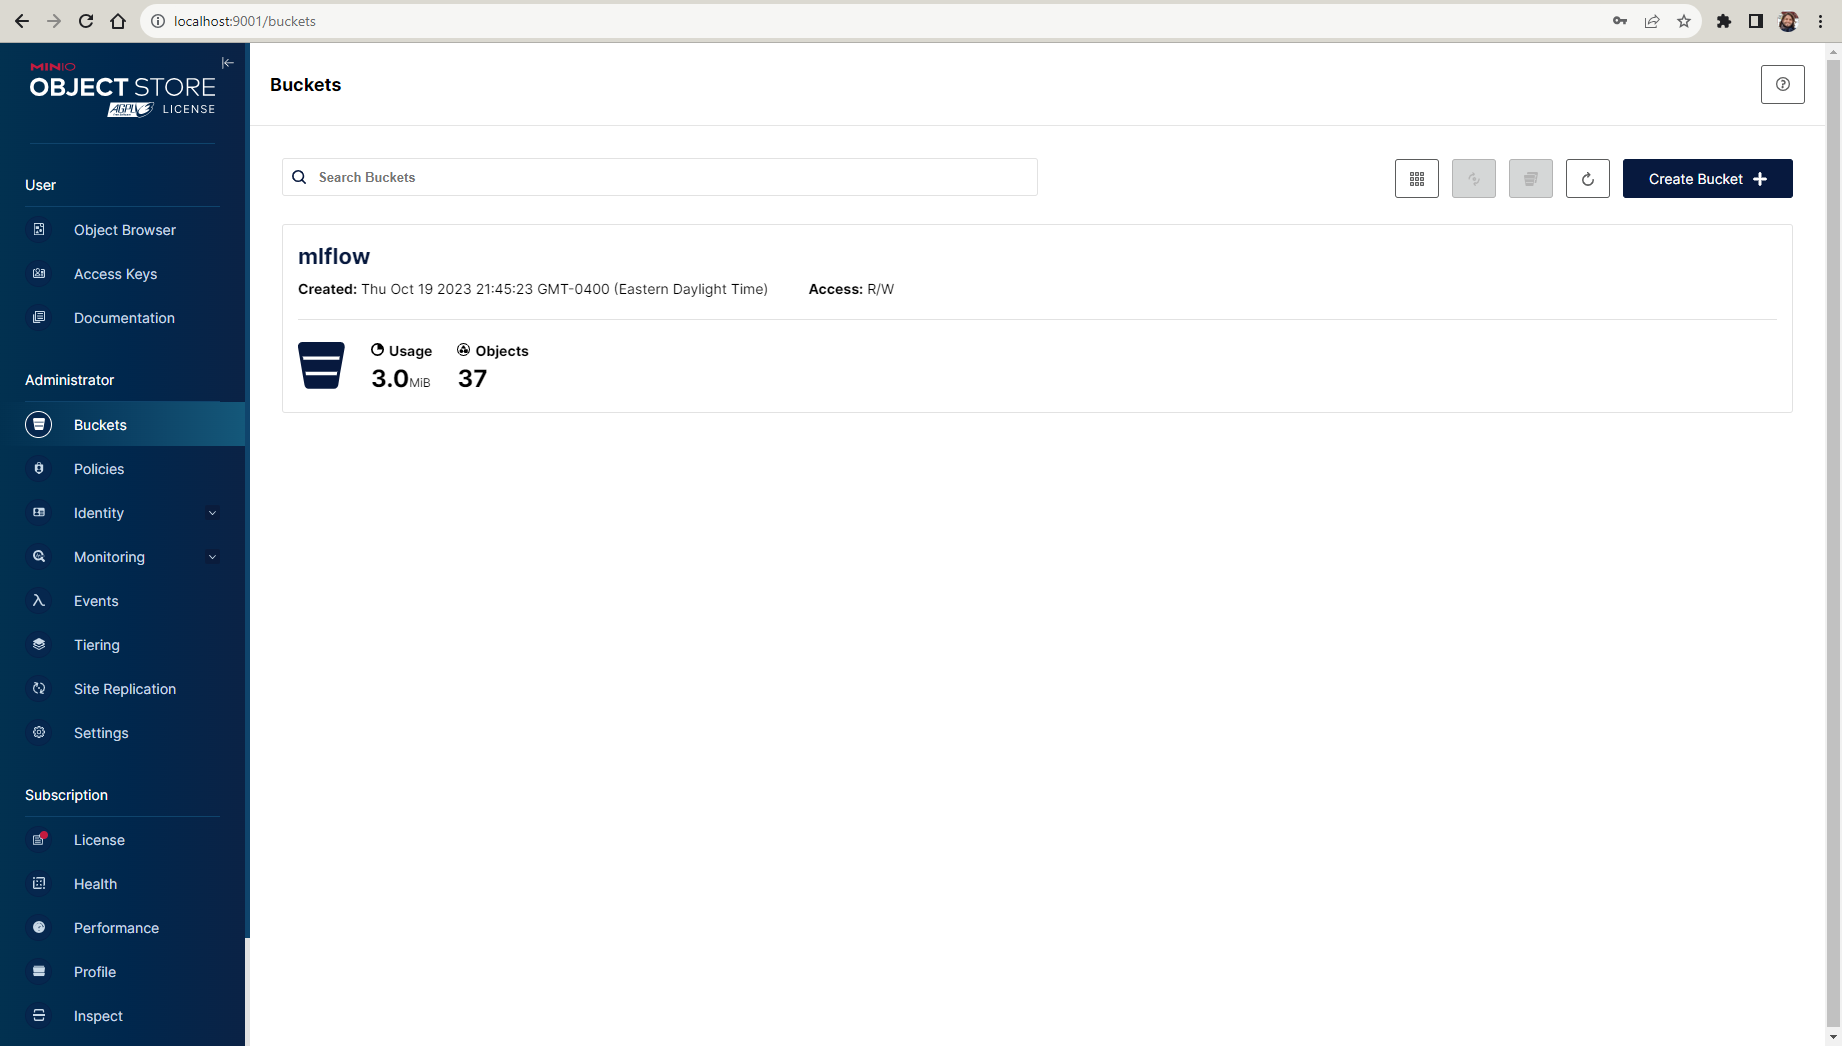 localhost:9001/buckets
MINIO
OBJECT STORE
AGPLv3 LICENSE
User
Object Browser
Access Keys
Documentation
Administrator
Buckets
Policies
Identity
Monitoring
Events
Tiering
Site Replication
Settings
Subscription
License
Health
Performance
Profile
Inspect
Buckets
Search Buckets
Create Bucket
mlflow
Created: Thu Oct 19 2023 21:45:23 GMT-0400 (Eastern Daylight Time) Access: R/W
Usage Objects
3.0MiB 37